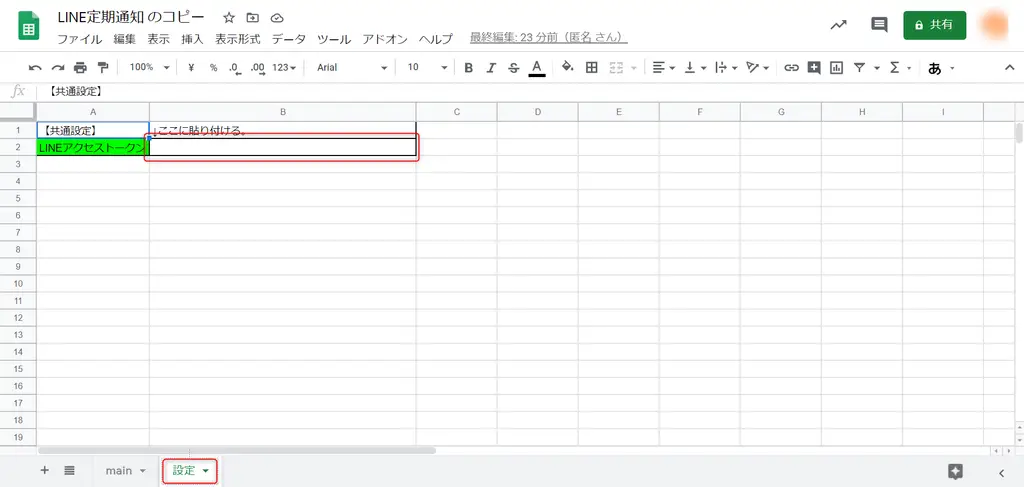 LINE定期通知 のコピー
ファイル 編集 表示 挿入 表示形式 データ ツール アドオン ヘルプ 最終編集: 23 分前（匿名 さん）
共有
100% ¥ % .0 .00 123 Arial 10 B I S A あ
fx 【共通設定】
A B C D E F G H I
1 【共通設定】 ↓ここに貼り付ける。
2 LINEアクセストークン
3
4
5
6
7
8
9
10
11
12
13
14
15
16
17
18
19
main 設定